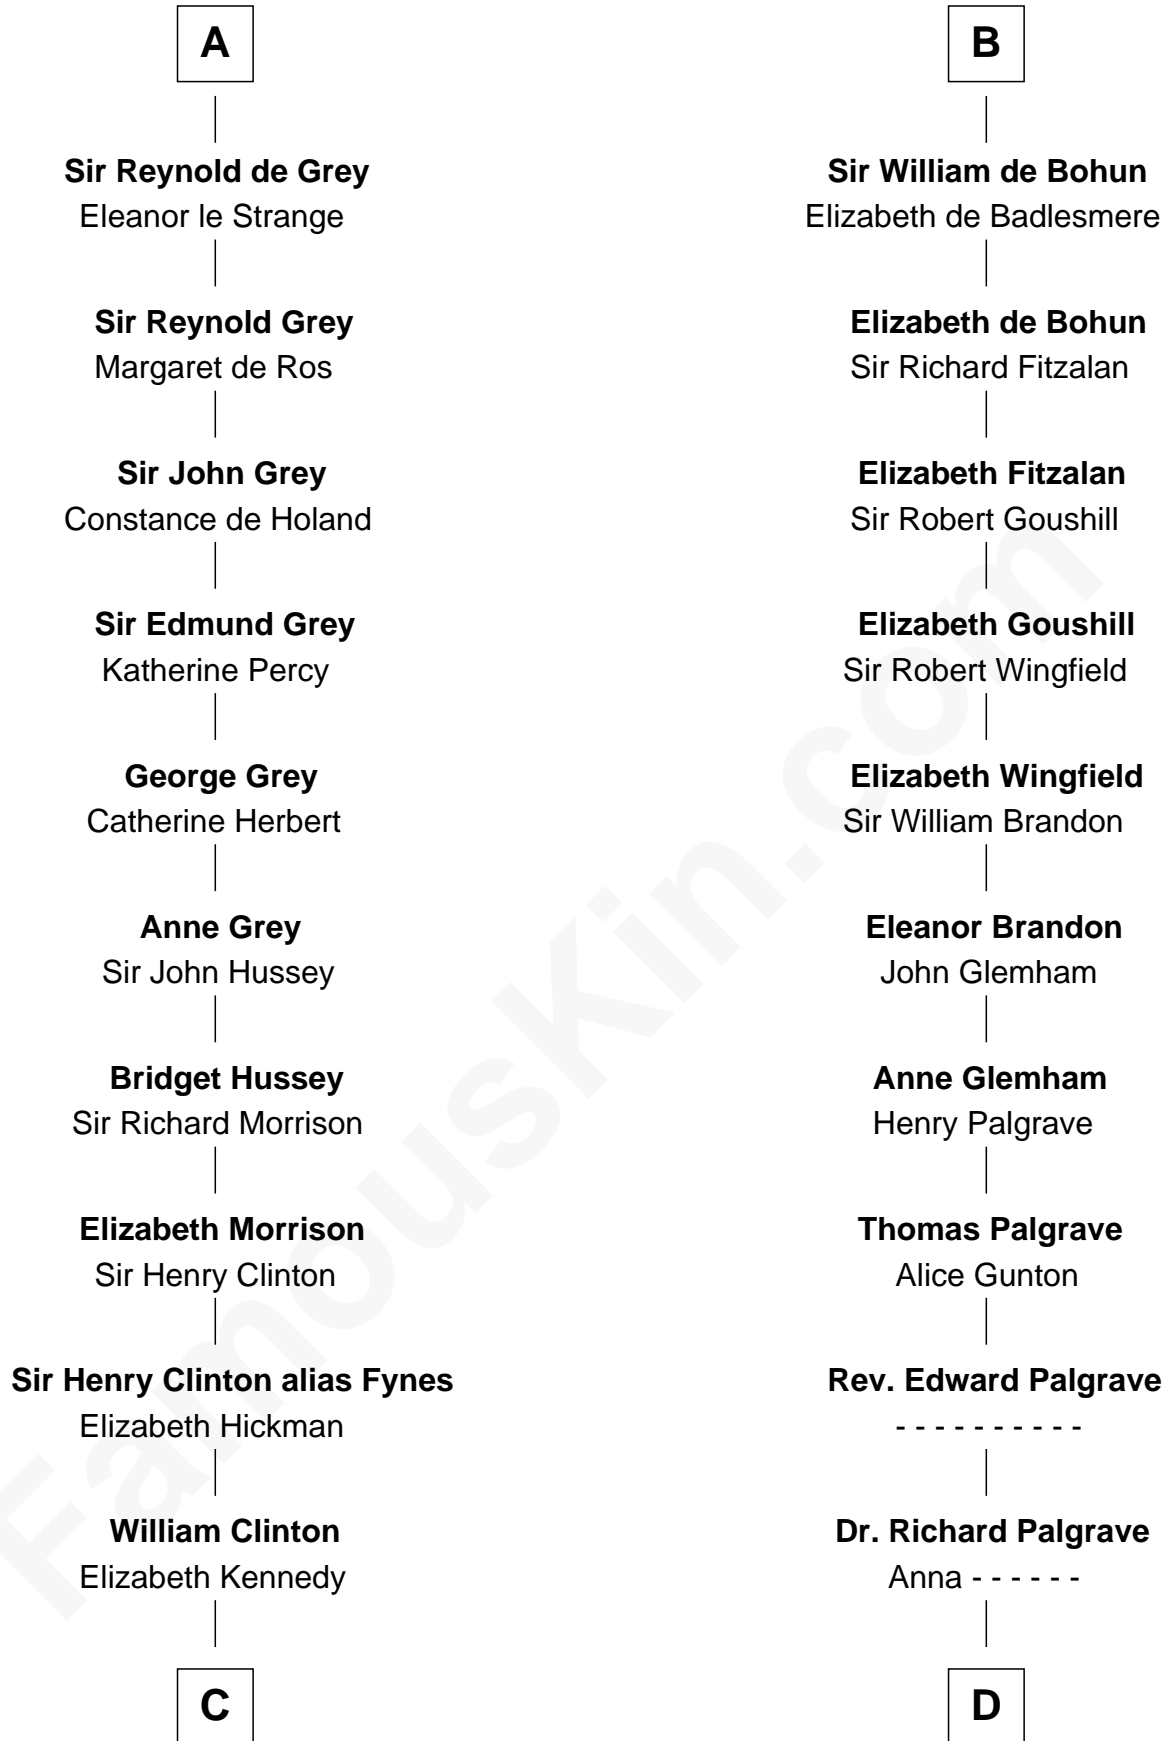 A
Sir Reynold de Grey
Eleanor le Strange
Sir Reynold Grey
Margaret de Ros
Sir John Grey
Constance de Holand
Sir Edmund Grey
Katherine Percy
George Grey
Catherine Herbert
Anne Grey
Sir John Hussey
Bridget Hussey
Sir Richard Morrison
Elizabeth Morrison
Sir Henry Clinton
Sir Henry Clinton alias Fynes
Elizabeth Hickman
William Clinton
Elizabeth Kennedy
C
B
Sir William de Bohun
Elizabeth de Badlesmere
Elizabeth de Bohun
Sir Richard Fitzalan
Elizabeth Fitzalan
Sir Robert Goushill
Elizabeth Goushill
Sir Robert Wingfield
Elizabeth Wingfield
Sir William Brandon
Eleanor Brandon
John Glemham
Anne Glemham
Henry Palgrave
Thomas Palgrave
Alice Gunton
Rev. Edward Palgrave
- - - - - - - - - -
Dr. Richard Palgrave
Anna - - - - - -
D
FamousKin.com